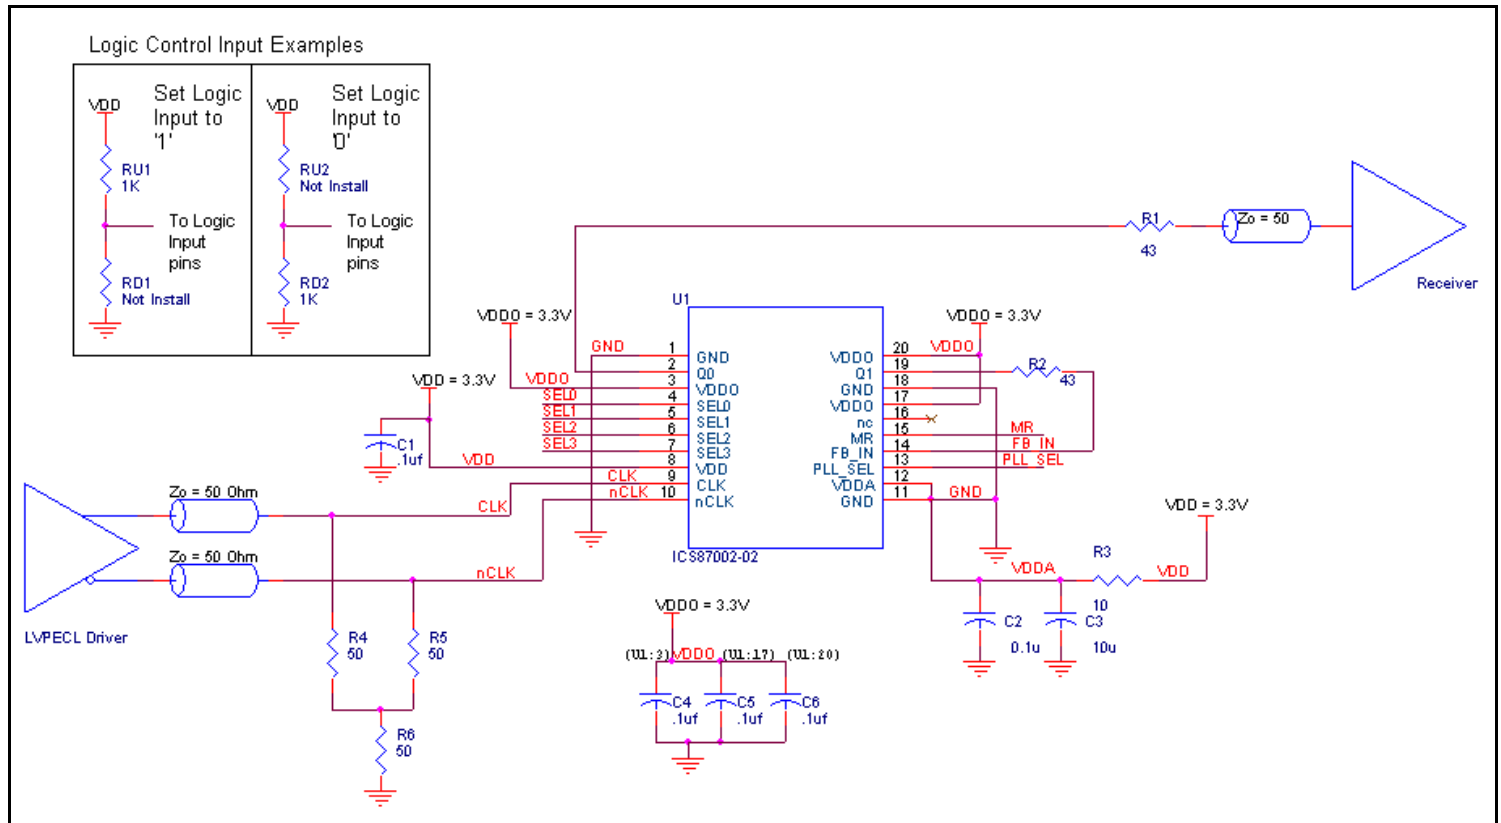 Logic Control Input Examples
VDD
Set Logic
Input to
'1'
RU1
1K
To Logic
Input
pins
RD1
Not Install
VDD
Set Logic
Input to
'0'
RU2
Not Install
To Logic
Input
pins
RD2
1K
R1
43
Zo = 50
Receiver
U1
VDDO = 3.3V
VDDO = 3.3V
GND
VDDO
SEL0
SEL1
SEL2
SEL3
VDD
CLK
nCLK
1
2
3
4
5
6
7
8
9
10
GND
Q0
VDDO
SEL0
SEL1
SEL2
SEL3
VDD
CLK
nCLK
VDDO
Q1
GND
VDDO
nc
MR
FB_IN
PLL_SEL
VDDA
GND
20
19
18
17
16
15
14
13
12
11
VDDO
R2
43
MR
FB_IN
PLL_SEL
GND
ICS87002-02
VDD = 3.3V
C1
.1uf
Zo = 50 Ohm
CLK
Zo = 50 Ohm
nCLK
LVPECL Driver
R4
50
R5
50
R6
50
VDDO = 3.3V
(U1:3)
VDDO
(U1:17)
(U1:20)
C4
.1uf
C5
.1uf
C6
.1uf
VDD = 3.3V
VDDA
R3
10
VDD
C2
0.1u
C3
10u